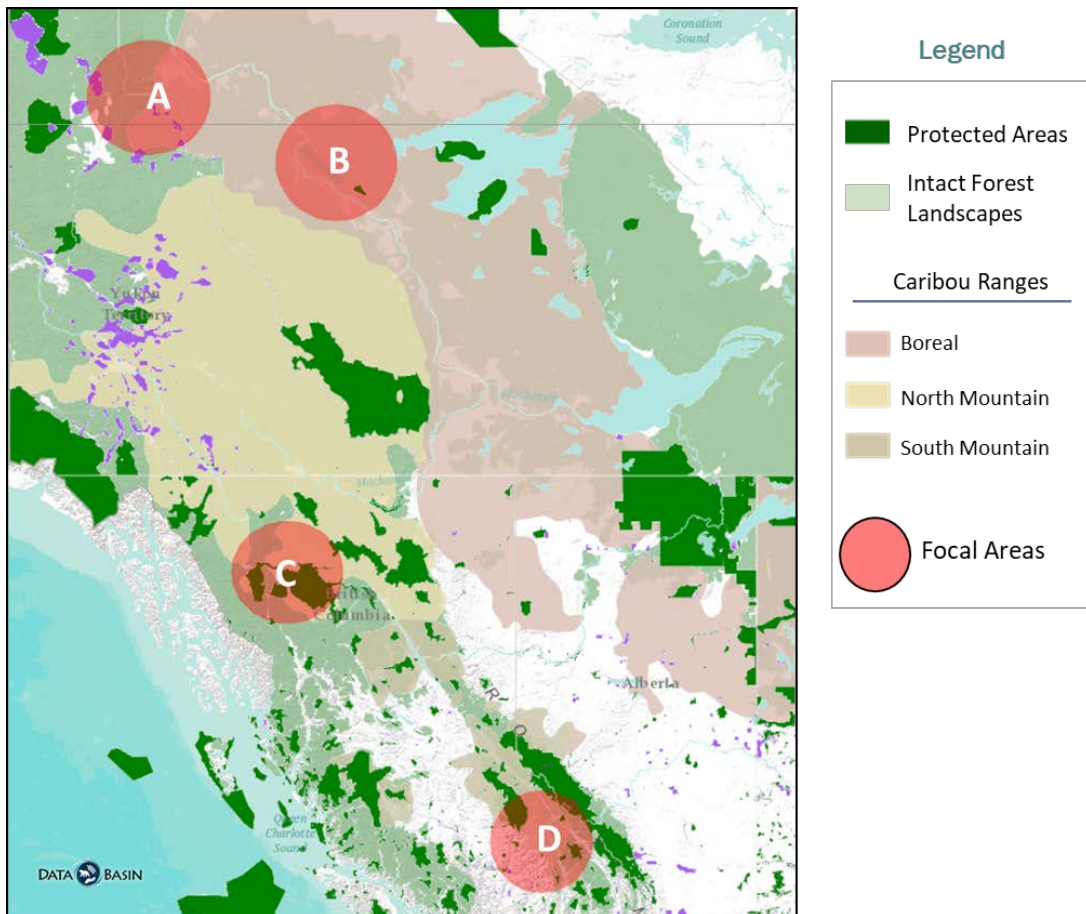 Coronation
Sound
A
B
Yukon
Territory
Mackenzie
Mackenzie
C
British
Columbia
Alberta
R
O
D
Queen
Charlotte
Sound
DATA BASIN
Legend
Protected Areas
Intact Forest
Landscapes
Caribou Ranges
Boreal
North Mountain
South Mountain
Focal Areas